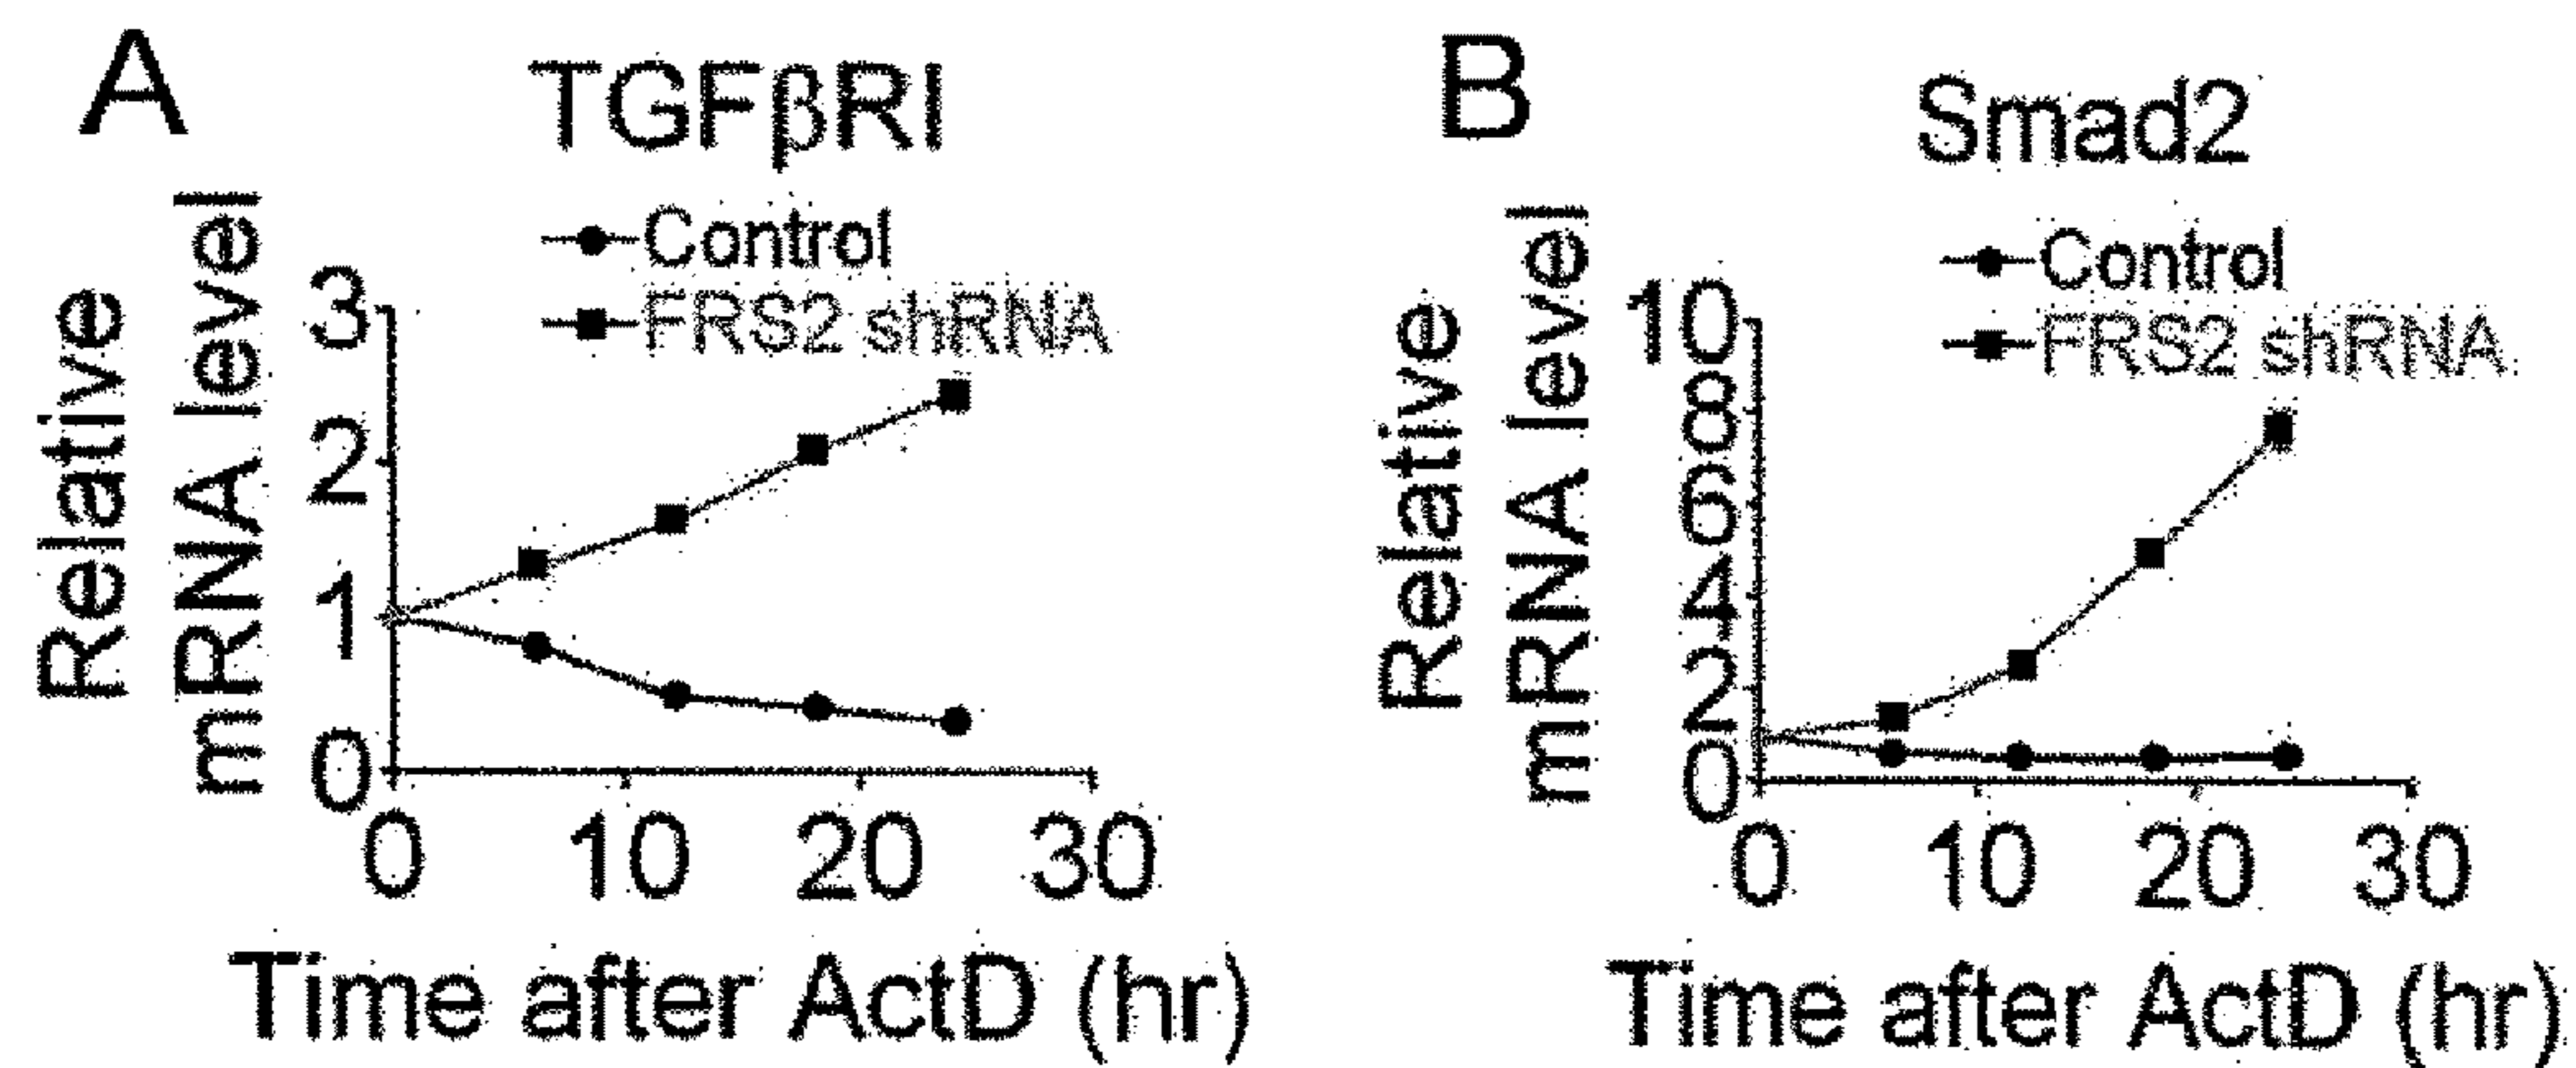 A
TGFβRI
Control
FRS2 shRNA
Relative
mRNA level
3
2
1
0
0 10 20 30
Time after ActD (hr)
B
Smad2
Control
FRS2 shRNA
Relative
mRNA level
10
8
6
4
2
0
0 10 20 30
Time after ActD (hr)